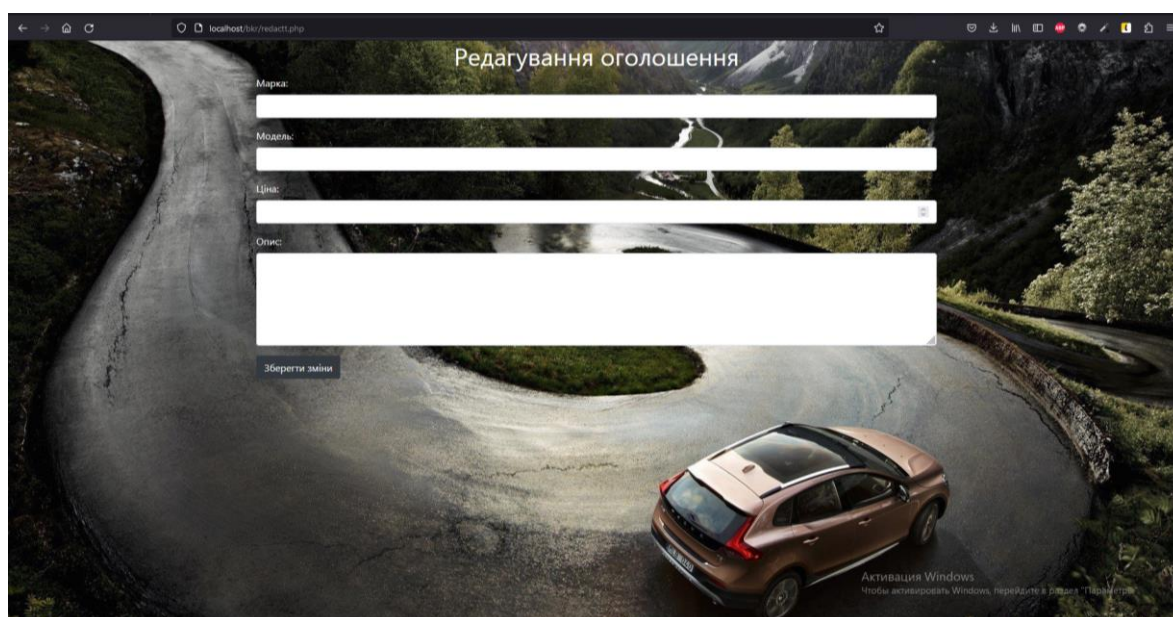 localhost/bkr/redactt.php
Редагування оголошення
Марка:
Модель:
Ціна:
Опис:
Зберегти зміни
Активация Windows
Чтобы активировать Windows, перейдите в раздел "Параметры".